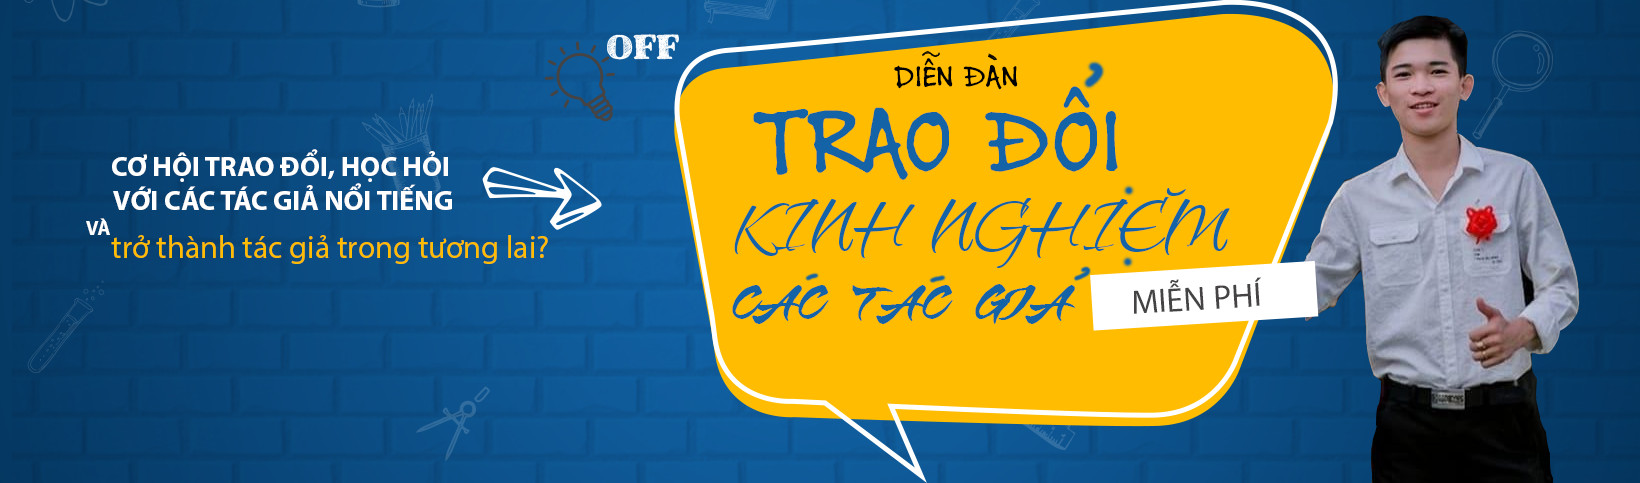 OFF
CƠ HỘI TRAO ĐỔI, HỌC HỎI
VỚI CÁC TÁC GIẢ NỔI TIẾNG
VÀ
trở thành tác giả trong tương lai?
DIỄN ĐÀN
TRAO ĐỔI
KINH NGHIỆM
CÁC TÁC GIẢ
MIỄN PHÍ